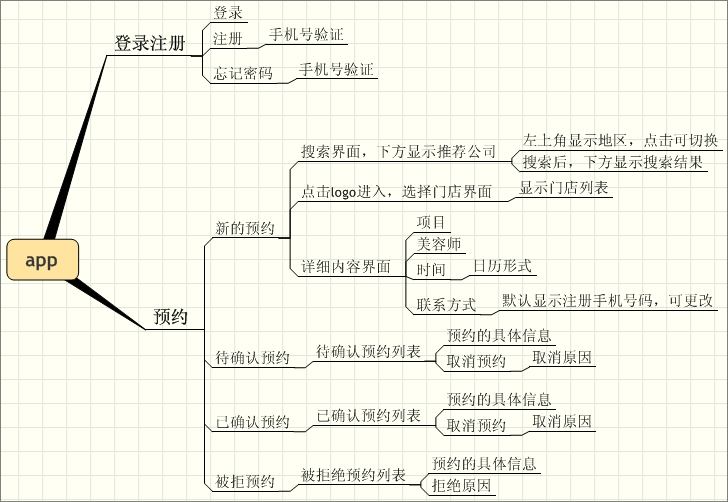 app
登录注册
登录
注册
手机号验证
忘记密码
手机号验证
预约
新的预约
搜索界面，下方显示推荐公司
左上角显示地区，点击可切换
搜索后，下方显示搜索结果
点击logo进入，选择门店界面
显示门店列表
详细内容界面
项目
美容师
时间
日历形式
联系方式
默认显示注册手机号码，可更改
待确认预约
待确认预约列表
预约的具体信息
取消预约
取消原因
已确认预约
已确认预约列表
预约的具体信息
取消预约
取消原因
被拒预约
被拒绝预约列表
预约的具体信息
拒绝原因